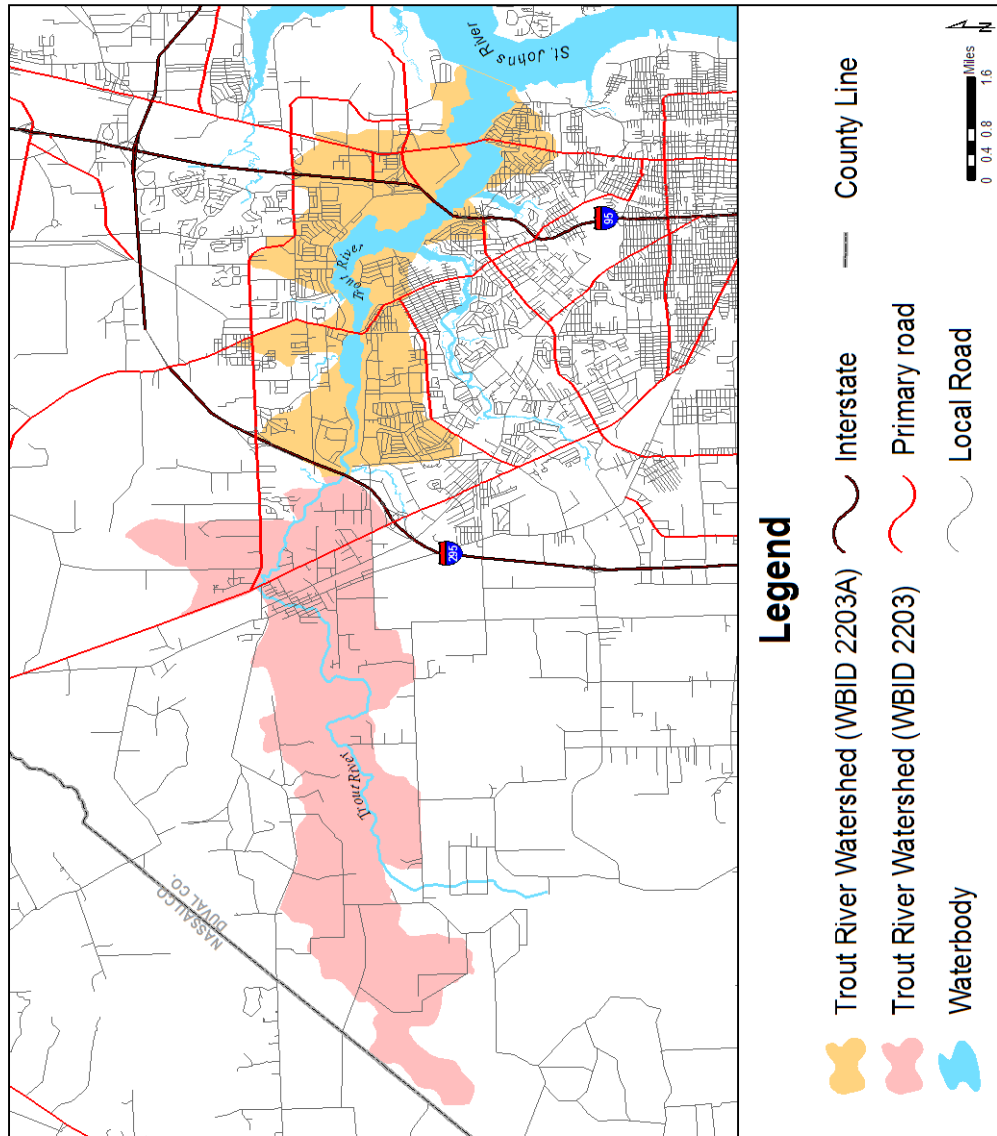 NASSAU CO.
DUVAL CO.
Trout River
Trout River
St. Johns River
295
95
Legend
Trout River Watershed (WBID 2203A)
Trout River Watershed (WBID 2203)
Waterbody
Interstate
Primary road
Local Road
County Line
0 0.4 0.8 1.6
Miles
N